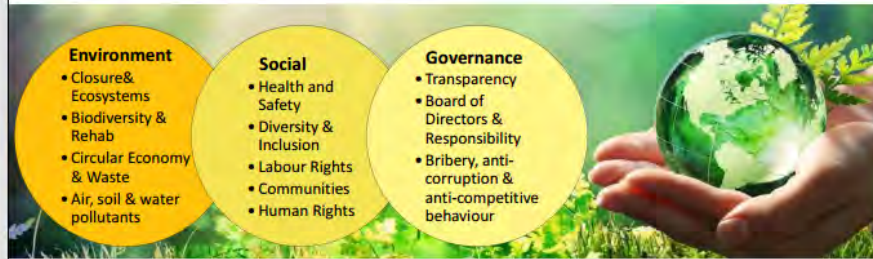 Environment
• Closure&
Ecosystems
• Biodiversity &
Rehab
• Circular Economy
& Waste
• Air, soil & water
pollutants
Social
• Health and
Safety
• Diversity &
Inclusion
• Labour Rights
• Communities
• Human Rights
Governance
• Transparency
• Board of
Directors &
Responsibility
• Bribery, anti-
corruption &
anti-competitive
behaviour